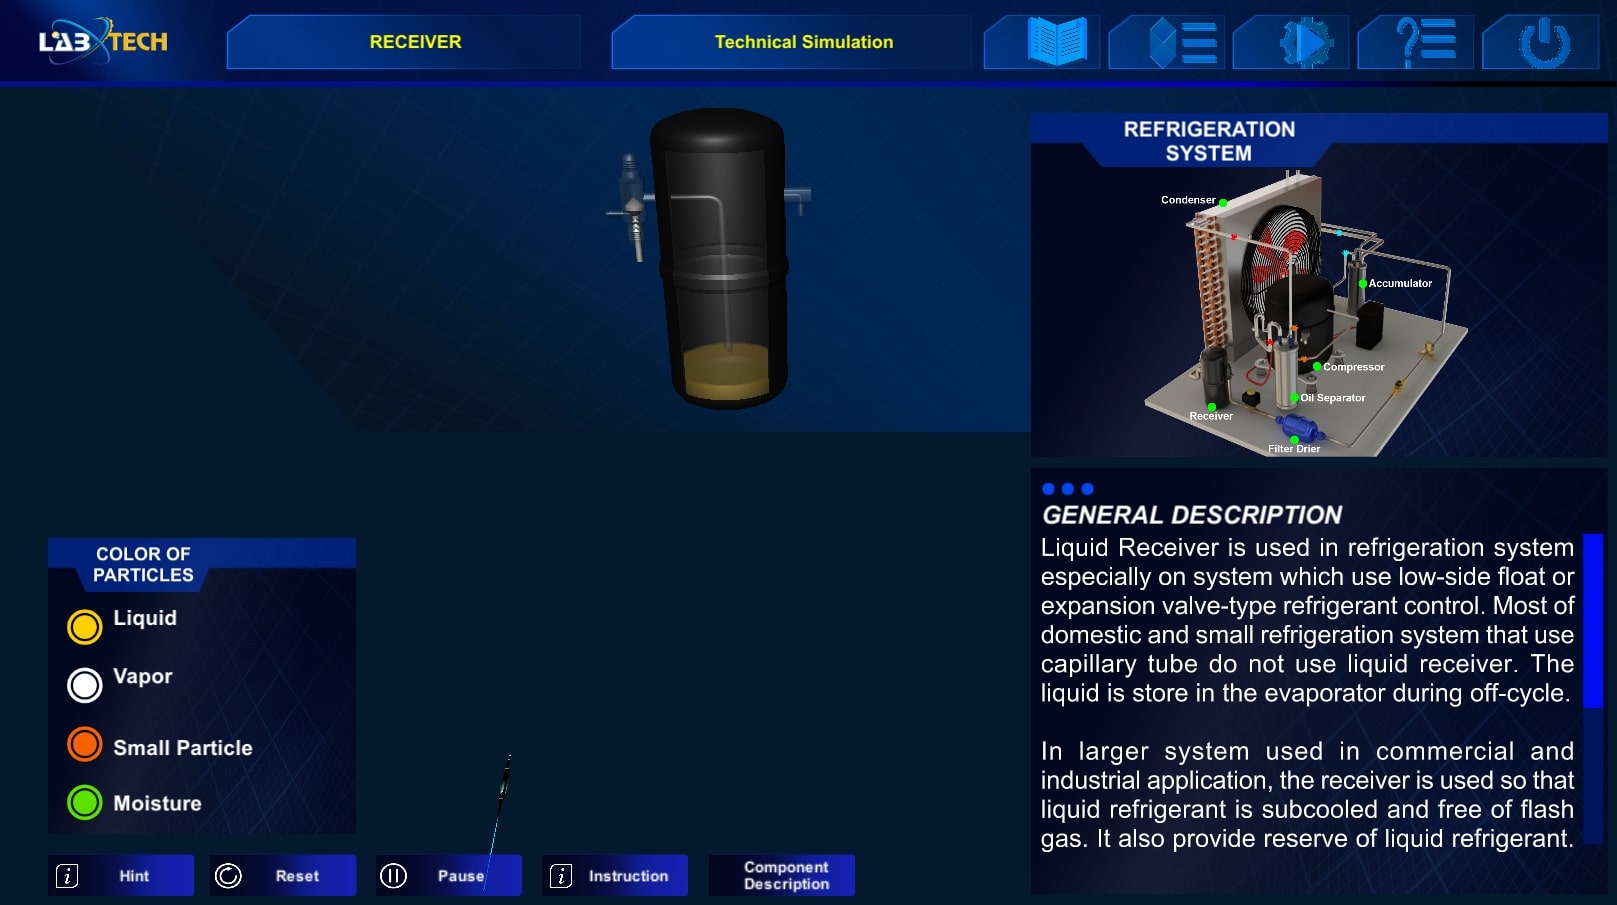 LABXTECH
RECEIVER
Technical Simulation
REFRIGERATION
SYSTEM
Condenser
Accumulator
Compressor
Oil Separator
Receiver
Filter Drier
GENERAL DESCRIPTION
Liquid Receiver is used in refrigeration system
especially on system which use low-side float or
expansion valve-type refrigerant control. Most of
domestic and small refrigeration system that use
capillary tube do not use liquid receiver. The
liquid is store in the evaporator during off-cycle.
In larger system used in commercial and
industrial application, the receiver is used so that
liquid refrigerant is subcooled and free of flash
gas. It also provide reserve of liquid refrigerant.
COLOR OF
PARTICLES
Liquid
Vapor
Small Particle
Moisture
Hint
Reset
Pause
Instruction
Component
Description